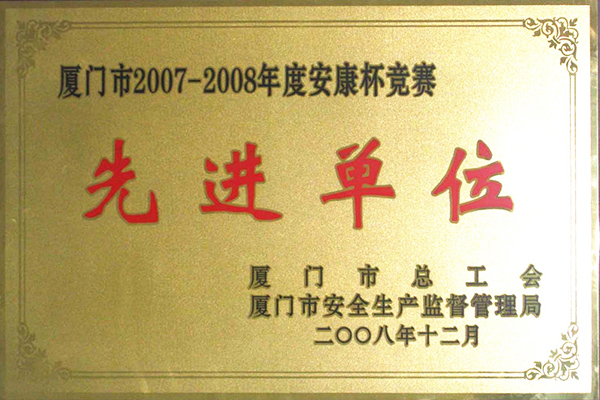 厦门市2007-2008年度安康杯竞赛
先进单位
厦门市总工会
厦门市安全生产监督管理局
二〇〇八年十二月